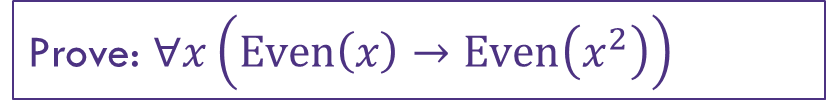 Prove: ∀x (Even(x) → Even(x²))